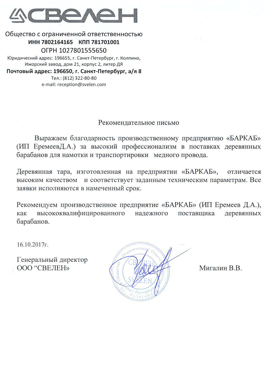 СВЕЛЕН
Общество с ограниченной ответственностью
ИНН 7802164165 КПП 781701001
ОГРН 1027801555650
Юридический адрес: 196655, г. Санкт-Петербург, г. Колпино,
Ижорский завод, дом 21, корпус 2, литер ДЯ
Почтовый адрес: 196650, г. Санкт-Петербург, а/я 8
Тел.: (812) 322-80-80
e-mail: reception@svelen.com
Рекомендательное письмо
Выражаем благодарность производственному предприятию «БАРКАБ»
(ИП ЕремеевД.А.) за высокий профессионализм в поставках деревянных
барабанов для намотки и транспортировки медного провода.
Деревянная тара, изготовленная на предприятии «БАРКАБ», отличается
высоким качеством и соответствует заданным техническим параметрам. Все
заявки исполняются в намеченный срок.
Рекомендуем производственное предприятие «БАРКАБ» (ИП Еремеев Д.А.),
как высококвалифицированного надежного поставщика деревянных
барабанов.
16.10.2017г.
Генеральный директор
ООО “СВЕЛЕН”
Мигалин В.В.